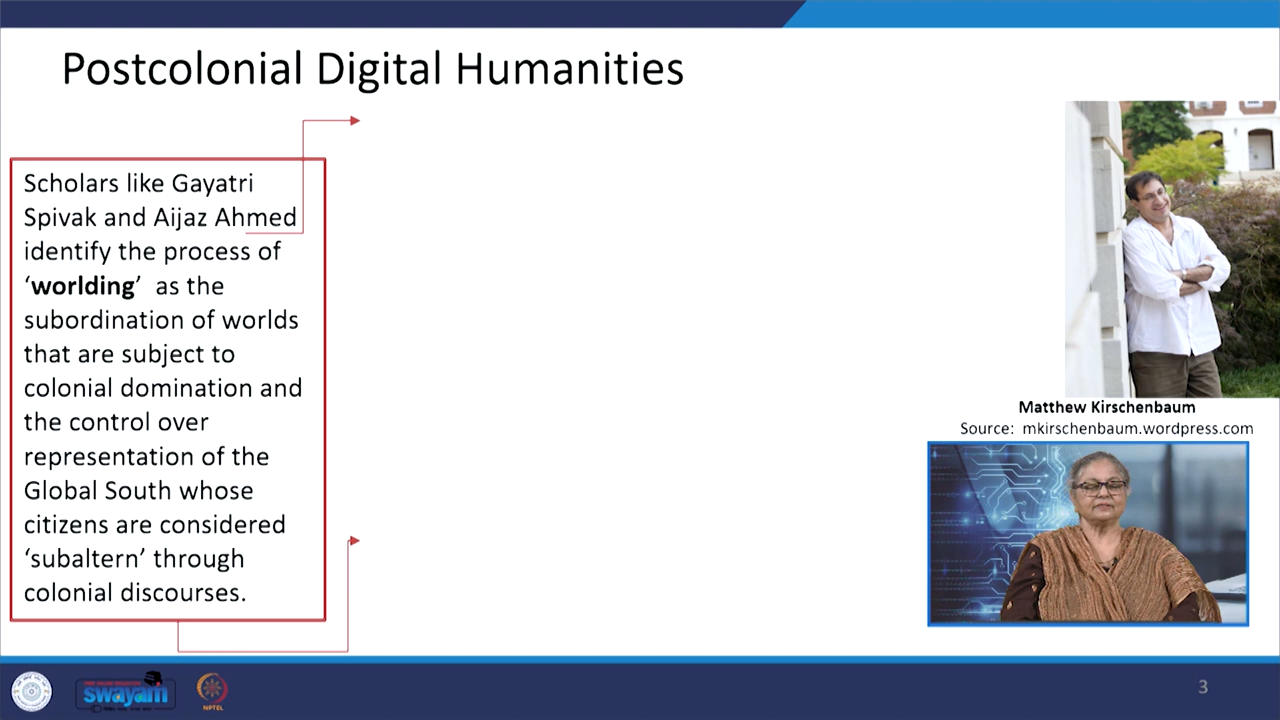 Postcolonial Digital Humanities
Scholars like Gayatri
Spivak and Aijaz Ahmed
identify the process of
‘worlding’ as the
subordination of worlds
that are subject to
colonial domination and
the control over
representation of the
Global South whose
citizens are considered
‘subaltern’ through
colonial discourses.
Matthew Kirschenbaum
Source: mkirschenbaum.wordpress.com
swayam
NPTEL
3